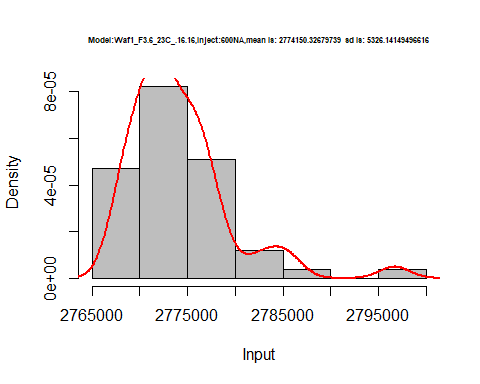 Model:Waf1_F3.6_23C_.16.16,Inject:600NA,mean is: 2774150.32679739 sd is: 5326.14149496616
8e-05
4e-05
0e+00
Density
2765000 2775000 2785000 2795000
Input